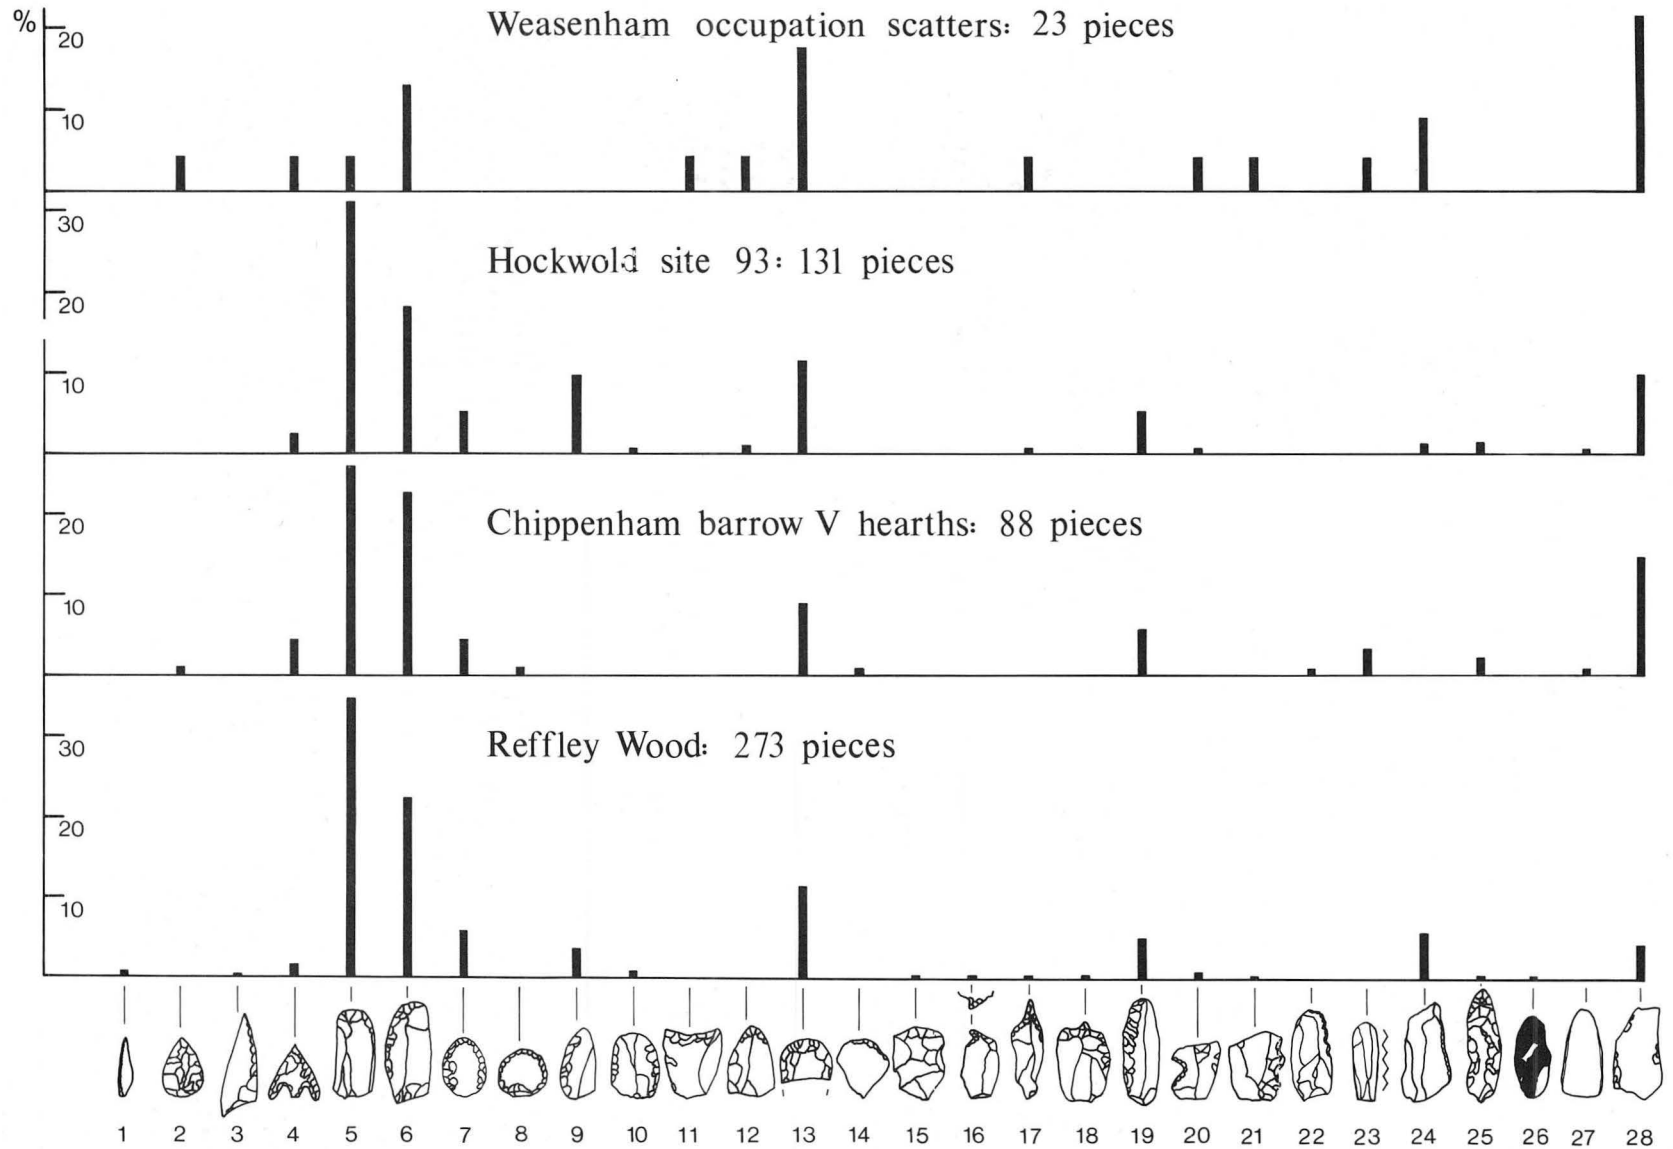 %
Weasenham occupation scatters: 23 pieces
20
10
30
Hockwold site 93: 131 pieces
20
10
Chippenham barrow V hearths: 88 pieces
20
10
Reffley Wood: 273 pieces
30
20
10
1 2 3 4 5 6 7 8 9 10 11 12 13 14 15 16 17 18 19 20 21 22 23 24 25 26 27 28